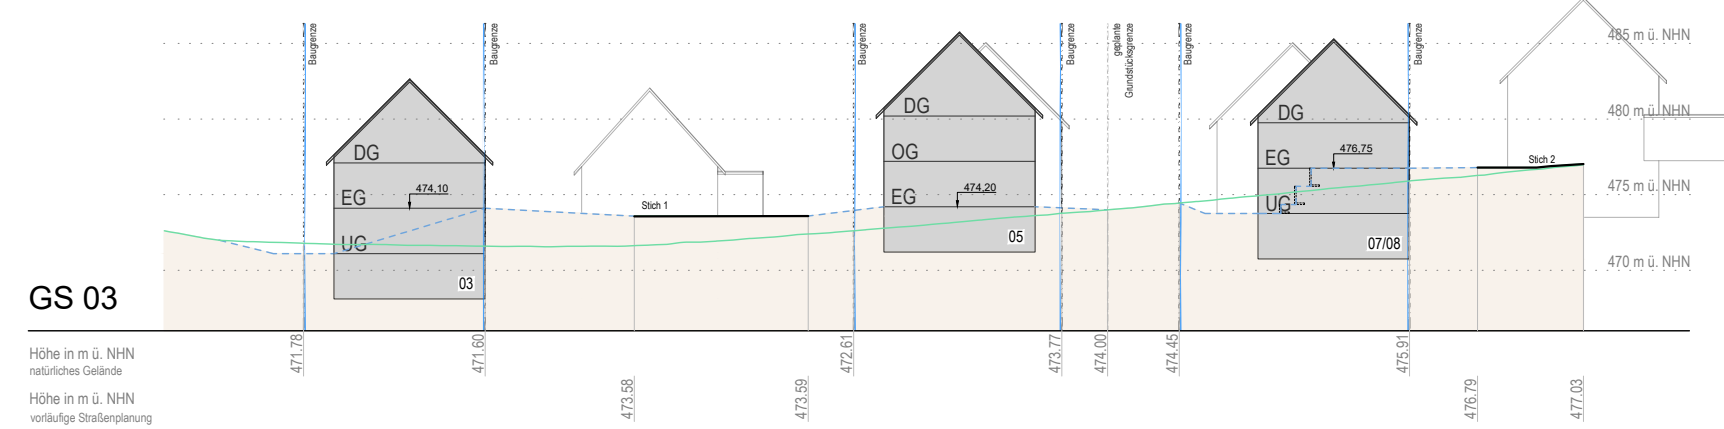 Baugrenze
Baugrenze
Baugrenze
Baugrenze
geplante
Grundstücksgrenze
Baugrenze
Baugrenze
485 m ü. NHN
480 m ü. NHN
475 m ü. NHN
470 m ü. NHN
DG
EG
474,10
UG
03
Stich 1
DG
OG
EG
474,20
05
DG
EG
476,75
UG
07/08
Stich 2
GS 03
Höhe in m ü. NHN
natürliches Gelände
471.78
471.60
472.61
473.77
474.00
474.45
475.91
Höhe in m ü. NHN
vorläufige Straßenplanung
473.58
473.59
476.79
477.03